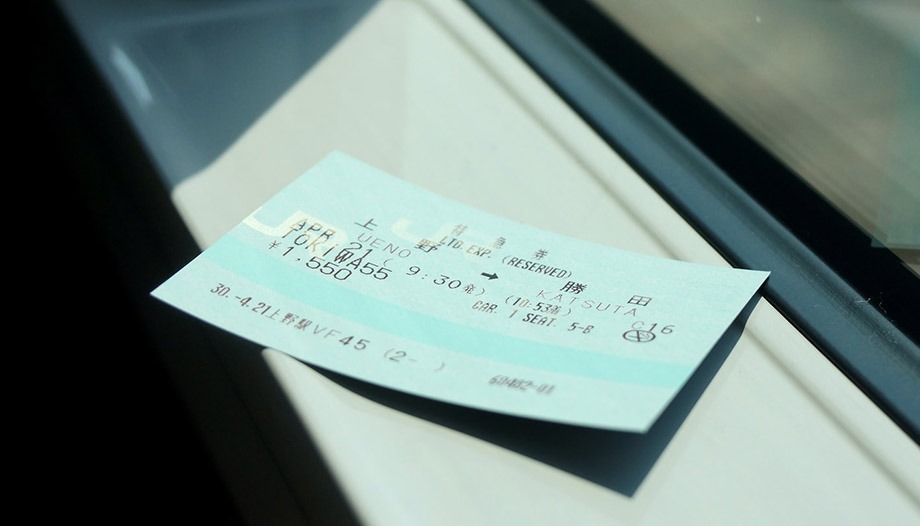 特 急 券
LTD. EXP. (RESERVED)
上 野 → 勝 田
UENO KATSUTA
APR 21 ( 9:30発) (10:53着) C16
TOKIWA55 CAR. 1 SEAT. 5-B
¥1.550
30.-4.21上野駅VF45 (2- ) 60482-01